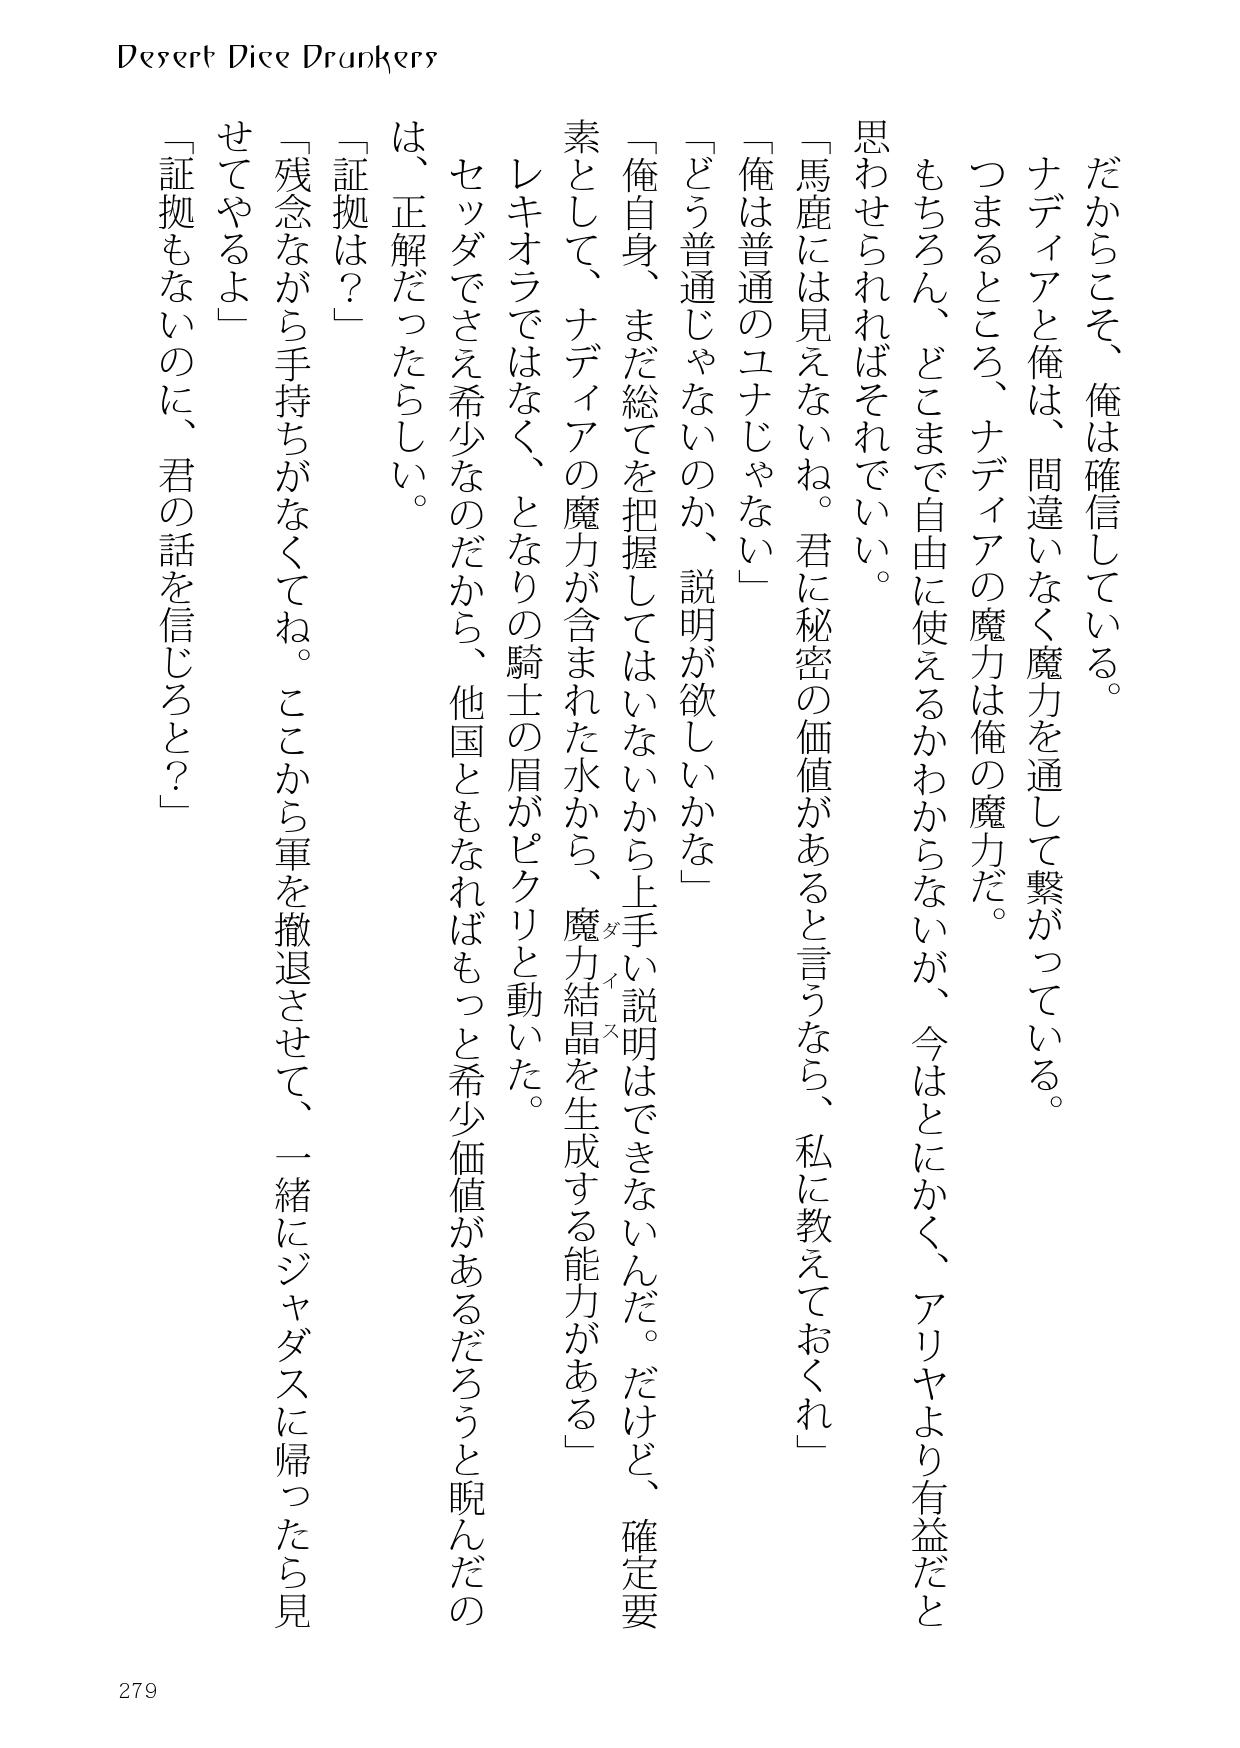 Desert Dice Drunkers
だからこそ、俺は確信している。
ナディアと俺は、間違いなく魔力を通して繋がっている。
つまるところ、ナディアの魔力は俺の魔力だ。
もちろん、どこまで自由に使えるかわからないが、今はとにかく、アリヤより有益だと
思わせられればそれでいい。
「馬鹿には見えないね。君に秘密の価値があると言うなら、私に教えておくれ」
「俺は普通のユナじゃない」
「どう普通じゃないのか、説明が欲しいかな」
「俺自身、まだ総てを把握してはいないから上手い説明はできないんだ。だけど、確定要
素として、ナディアの魔力が含まれた水から、魔力結晶を生成する能力がある」
ダイス
レキオラではなく、となりの騎士の眉がピクリと動いた。
セッダでさえ希少なのだから、他国ともなればもっと希少価値があるだろうと睨んだの
は、正解だったらしい。
「証拠は？」
「残念ながら手持ちがなくてね。ここから軍を撤退させて、一緒にジャダスに帰ったら見
せてやるよ」
「証拠もないのに、君の話を信じろと？」
279